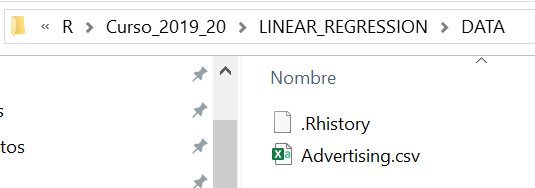 « R > Curso_2019_20 > LINEAR_REGRESSION > DATA
Nombre
.Rhistory
s
Advertising.csv
tos